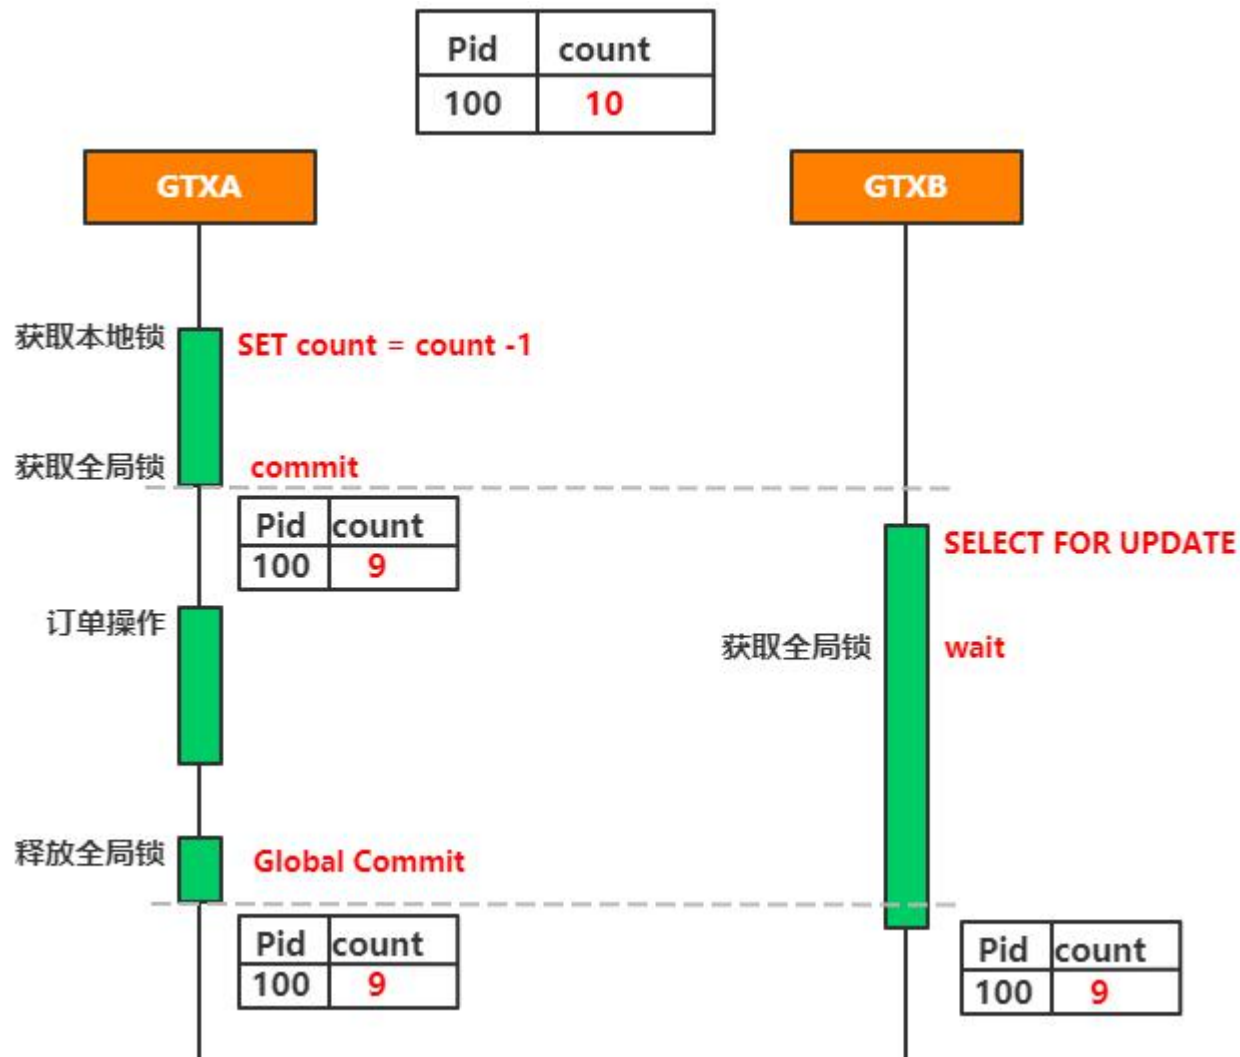 Pid count
100 10
GTXA GTXB
获取本地锁 SET count = count -1
获取全局锁 commit
Pid count
100 9
SELECT FOR UPDATE
订单操作
获取全局锁 wait
释放全局锁 Global Commit
Pid count
100 9
Pid count
100 9